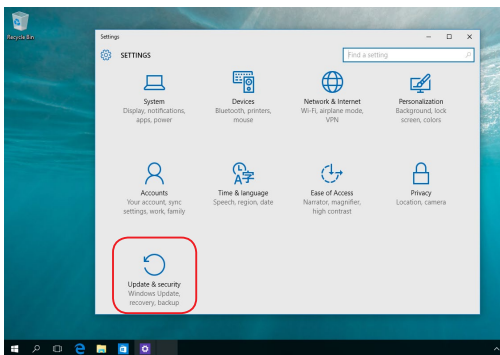 Recycle Bin
Settings
SETTINGS
Find a setting
System
Display, notifications,
apps, power
Devices
Bluetooth, printers,
mouse
Network & Internet
Wi-Fi, airplane mode,
VPN
Personalization
Background, lock
screen, colors
Accounts
Your account, sync
settings, work, family
Time & language
Speech, region, date
Ease of Access
Narrator, magnifier,
high contrast
Privacy
Location, camera
Update & security
Windows Update,
recovery, backup